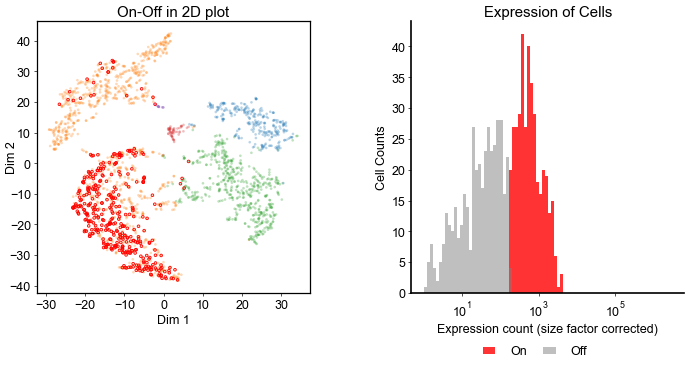 On-Off in 2D plot
Dim 2
40
30
20
10
0
−10
−20
−30
−40
−30 −20 −10 0 10 20 30
Dim 1
Expression of Cells
Cell Counts
40
35
30
25
20
15
10
5
0
10^1 10^3 10^5
Expression count (size factor corrected)
On Off